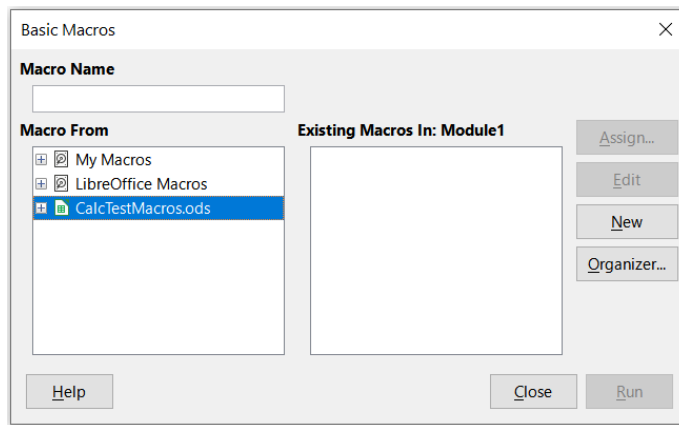 Basic Macros
Macro Name
Macro From
Existing Macros In: Module1
Assign...
My Macros
LibreOffice Macros
Edit
CalcTestMacros.ods
New
Organizer...
Help
Close
Run